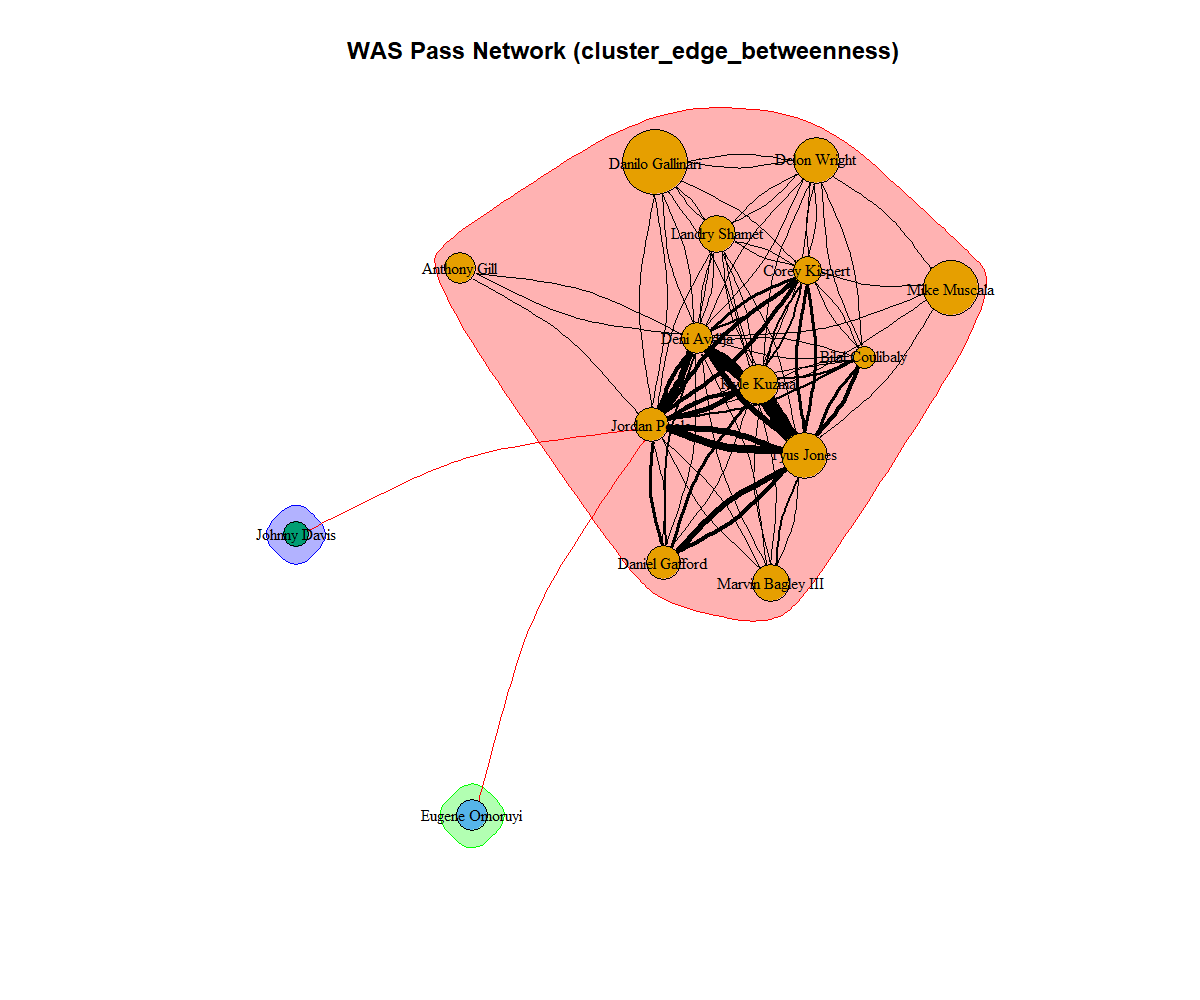 WAS Pass Network (cluster_edge_betweenness)
Danilo Gallinari
Delon Wright
Landry Shamet
Anthony Gill
Corey Kispert
Mike Muscala
Deni Avdija
Bilal Coulibaly
Kyle Kuzma
Jordan Poole
Tyus Jones
Johnny Davis
Daniel Gafford
Marvin Bagley III
Eugene Omoruyi